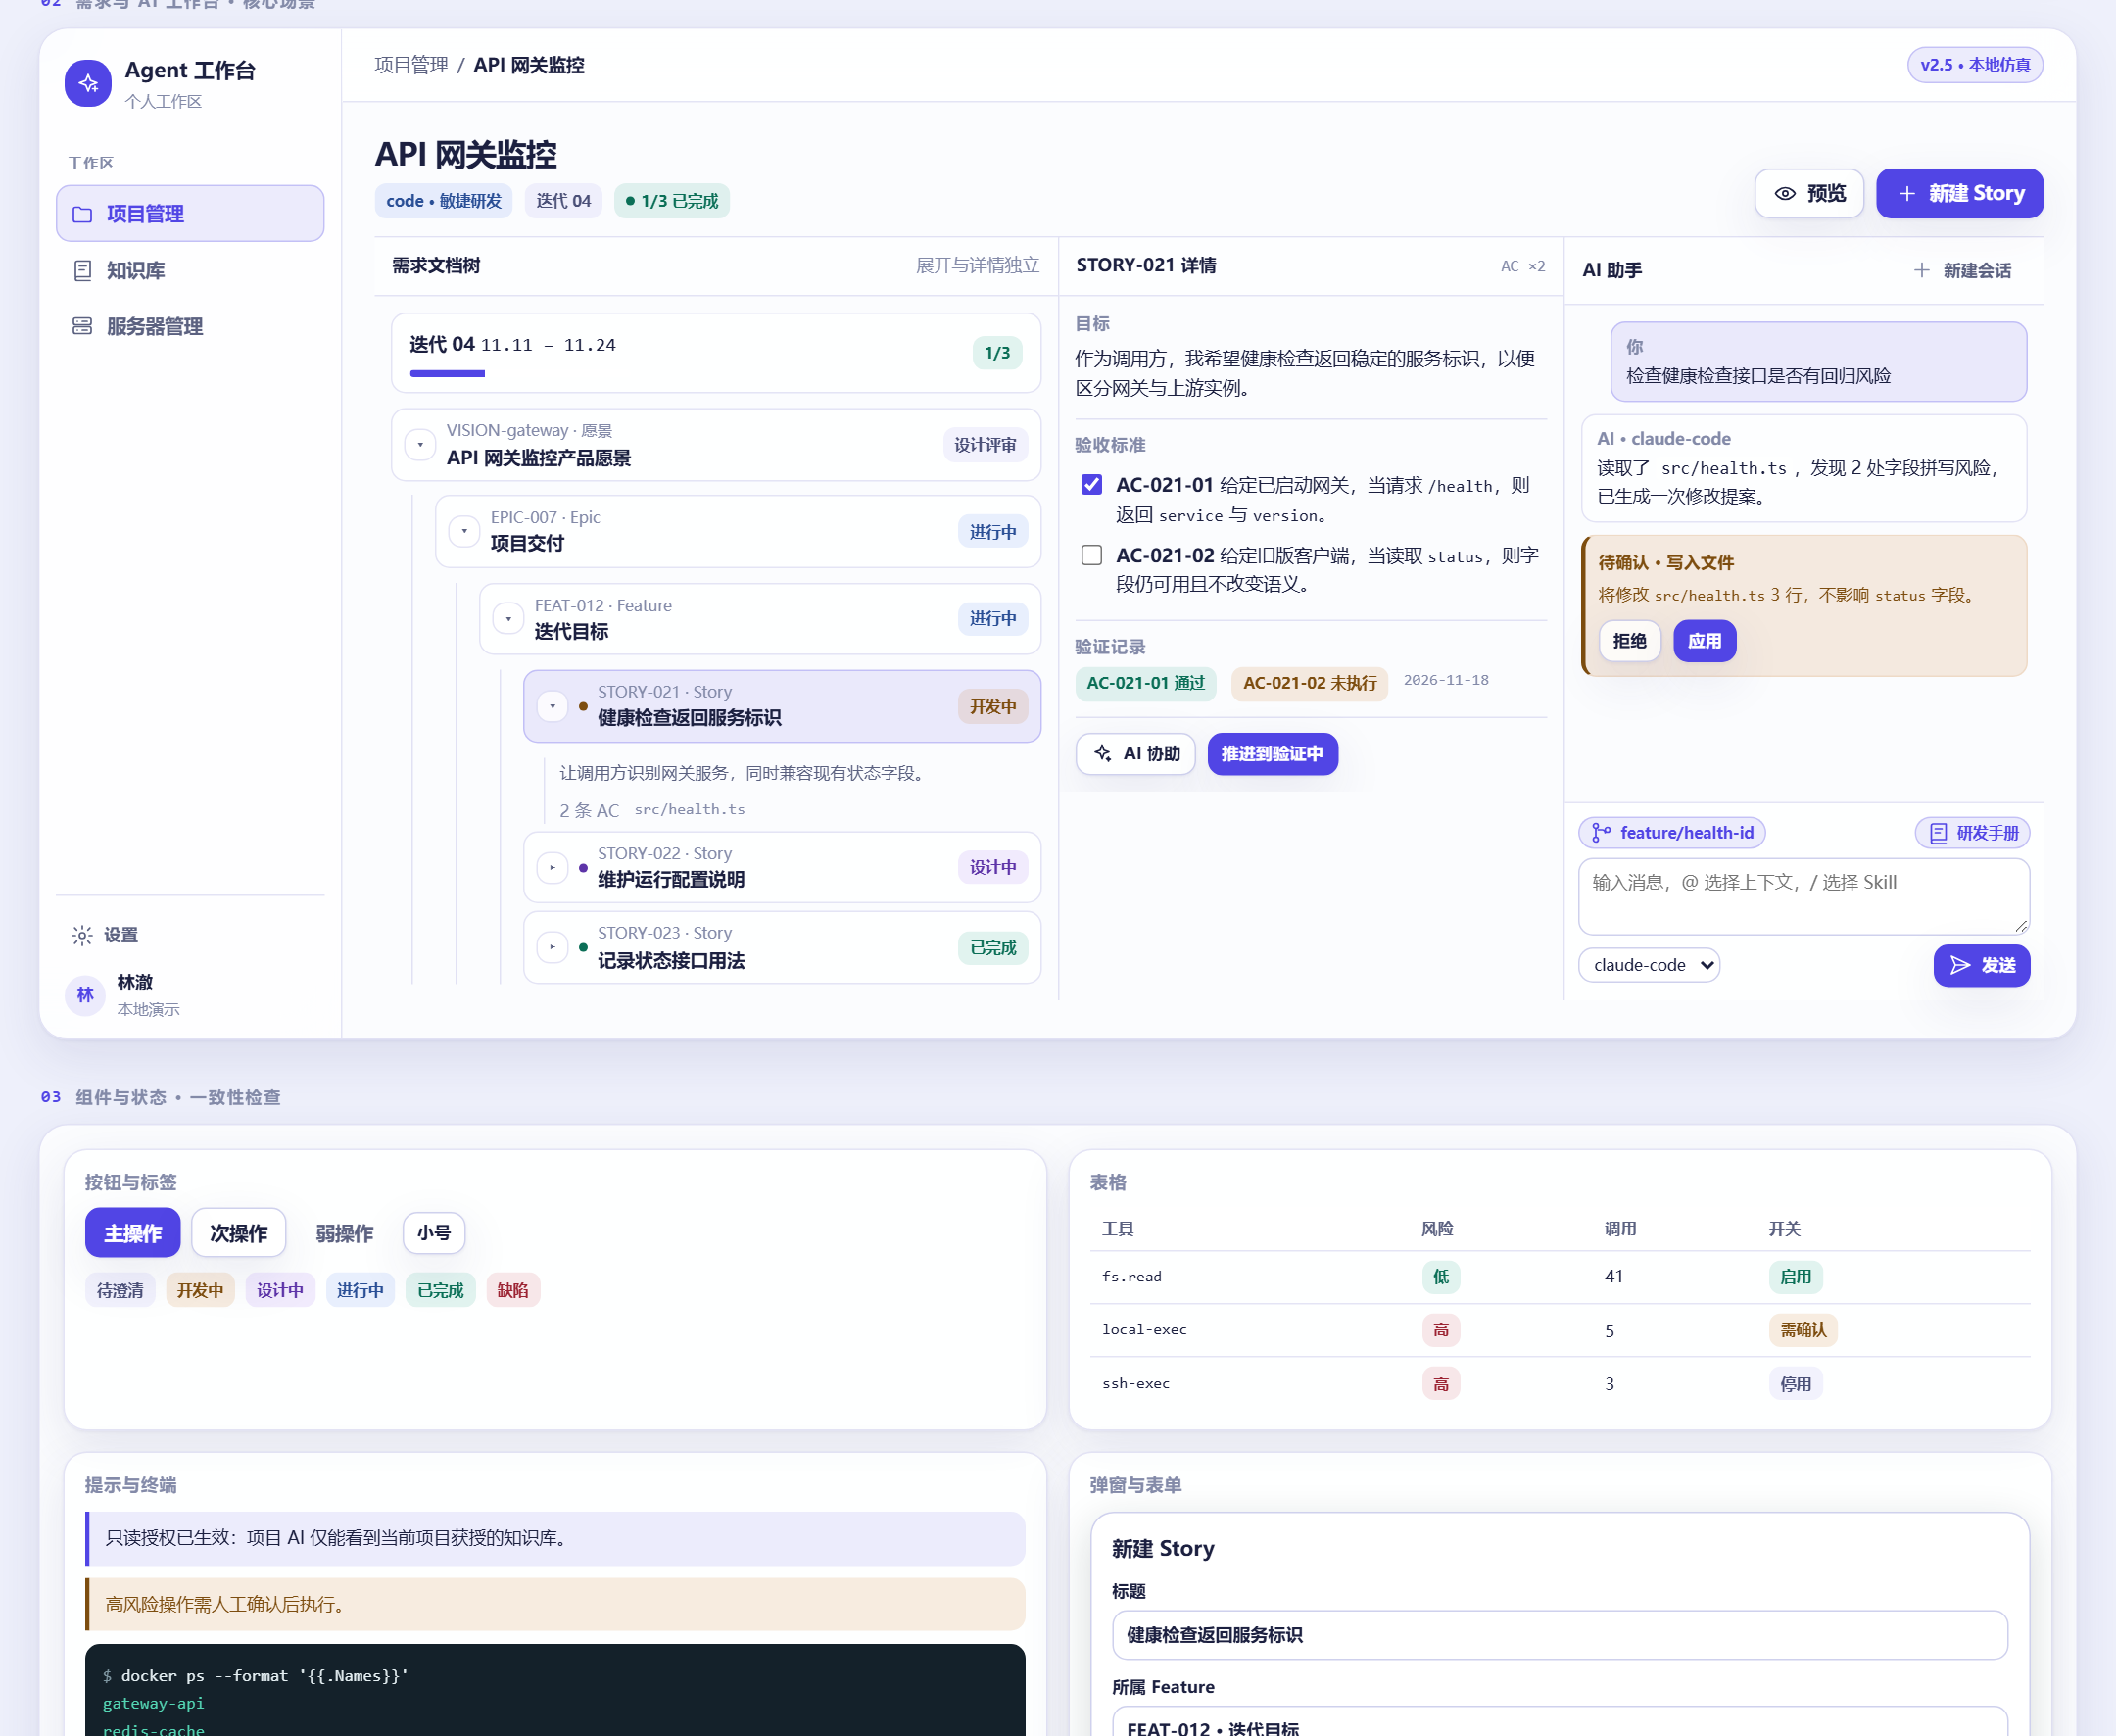 02 需求与 AI 工作台 • 核心场景
Agent 工作台
个人工作区
工作区
项目管理
知识库
服务器管理
设置
林
林澈
本地演示
项目管理 / API 网关监控
v2.5 • 本地仿真
API 网关监控
code • 敏捷研发
迭代 04
1/3 已完成
预览
新建 Story
需求文档树
展开与详情独立
迭代 04 11.11 – 11.24
1/3
VISION-gateway · 愿景
API 网关监控产品愿景
设计评审
EPIC-007 · Epic
项目交付
进行中
FEAT-012 · Feature
迭代目标
进行中
STORY-021 · Story
健康检查返回服务标识
开发中
让调用方识别网关服务，同时兼容现有状态字段。
2 条 AC src/health.ts
STORY-022 · Story
维护运行配置说明
设计中
STORY-023 · Story
记录状态接口用法
已完成
STORY-021 详情
AC ×2
目标
作为调用方，我希望健康检查返回稳定的服务标识，以便
区分网关与上游实例。
验收标准
AC-021-01 给定已启动网关，当请求 /health，则
返回 service 与 version。
AC-021-02 给定旧版客户端，当读取 status，则字
段仍可用且不改变语义。
验证记录
AC-021-01 通过
AC-021-02 未执行
2026-11-18
AI 协助
推进到验证中
AI 助手
新建会话
你
检查健康检查接口是否有回归风险
AI • claude-code
读取了 src/health.ts ，发现 2 处字段拼写风险，
已生成一次修改提案。
待确认 • 写入文件
将修改 src/health.ts 3 行，不影响 status 字段。
拒绝
应用
feature/health-id
研发手册
输入消息，@ 选择上下文，/ 选择 Skill
claude-code
发送
03 组件与状态 • 一致性检查
按钮与标签
主操作
次操作
弱操作
小号
待澄清
开发中
设计中
进行中
已完成
缺陷
表格
工具 风险 调用 开关
fs.read 低 41 启用
local-exec 高 5 需确认
ssh-exec 高 3 停用
提示与终端
只读授权已生效：项目 AI 仅能看到当前项目获授的知识库。
高风险操作需人工确认后执行。
$ docker ps --format '{{.Names}}'
gateway-api
redis-cache
弹窗与表单
新建 Story
标题
健康检查返回服务标识
所属 Feature
FEAT-012 • 迭代目标